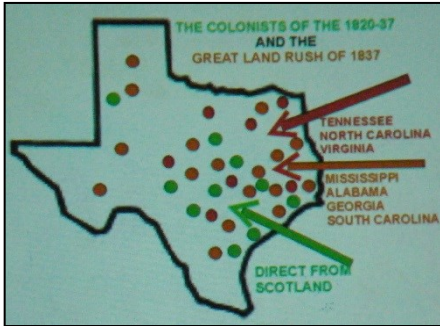 THE COLONISTS OF THE 1820-37
AND THE
GREAT LAND RUSH OF 1837
TENNESSEE
NORTH CAROLINA
VIRGINIA
MISSISSIPPI
ALABAMA
GEORGIA
SOUTH CAROLINA
DIRECT FROM
SCOTLAND